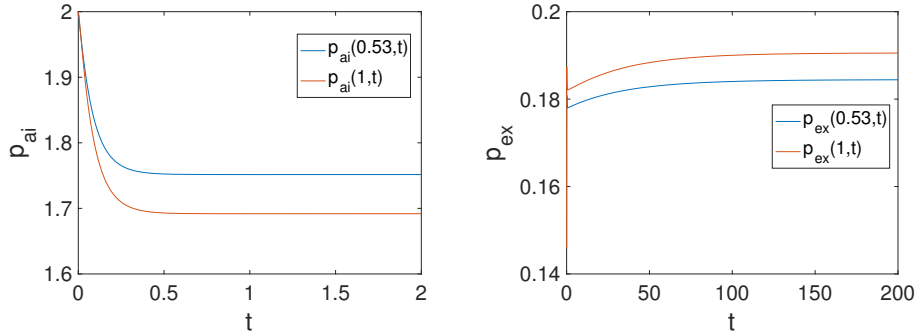 2
1.9
1.8
1.7
1.6
p_ai
p_ai(0.53,t)
p_ai(1,t)
0 0.5 1 1.5 2
t
0.2
0.18
0.16
0.14
p_ex
p_ex(0.53,t)
p_ex(1,t)
0 50 100 150 200
t